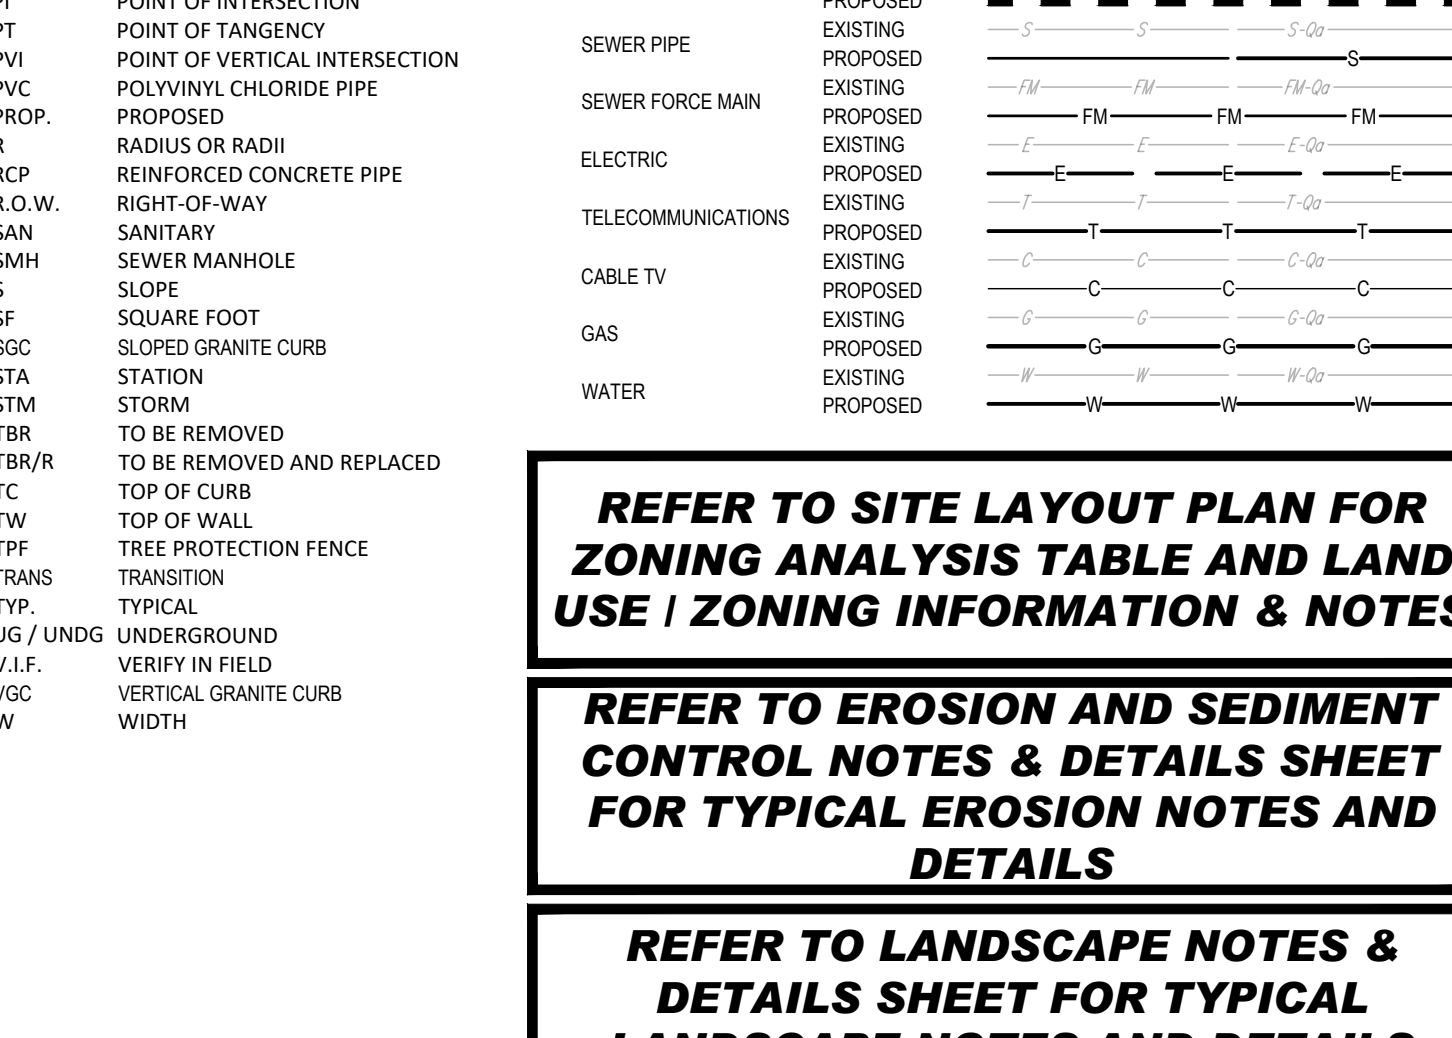 POINT OF INTERSECTION
PT POINT OF TANGENCY
PVI POINT OF VERTICAL INTERSECTION
PVC POLYVINYL CHLORIDE PIPE
PROP. PROPOSED
R RADIUS OR RADII
RCP REINFORCED CONCRETE PIPE
R.O.W. RIGHT-OF-WAY
SAN SANITARY
SMH SEWER MANHOLE
S SLOPE
SF SQUARE FOOT
SGC SLOPED GRANITE CURB
STA STATION
STM STORM
TBR TO BE REMOVED
TBR/R TO BE REMOVED AND REPLACED
TC TOP OF CURB
TW TOP OF WALL
TPF TREE PROTECTION FENCE
TRANS TRANSITION
TYP. TYPICAL
UG / UNDG UNDERGROUND
V.I.F. VERIFY IN FIELD
VGC VERTICAL GRANITE CURB
W WIDTH
PROPOSED
SEWER PIPE
EXISTING S S S-Qa
PROPOSED S
SEWER FORCE MAIN
EXISTING FM FM FM-Qa
PROPOSED FM FM FM
ELECTRIC
EXISTING E E E-Qa
PROPOSED E E E
TELECOMMUNICATIONS
EXISTING T T T-Qa
PROPOSED T T T
CABLE TV
EXISTING C C C-Qa
PROPOSED C C C
GAS
EXISTING G G G-Qa
PROPOSED G G G
WATER
EXISTING W W W-Qa
PROPOSED W W W
REFER TO SITE LAYOUT PLAN FOR
ZONING ANALYSIS TABLE AND LAND
USE / ZONING INFORMATION & NOTES
REFER TO EROSION AND SEDIMENT
CONTROL NOTES & DETAILS SHEET
FOR TYPICAL EROSION NOTES AND
DETAILS
REFER TO LANDSCAPE NOTES &
DETAILS SHEET FOR TYPICAL
LANDSCAPE NOTES AND DETAILS